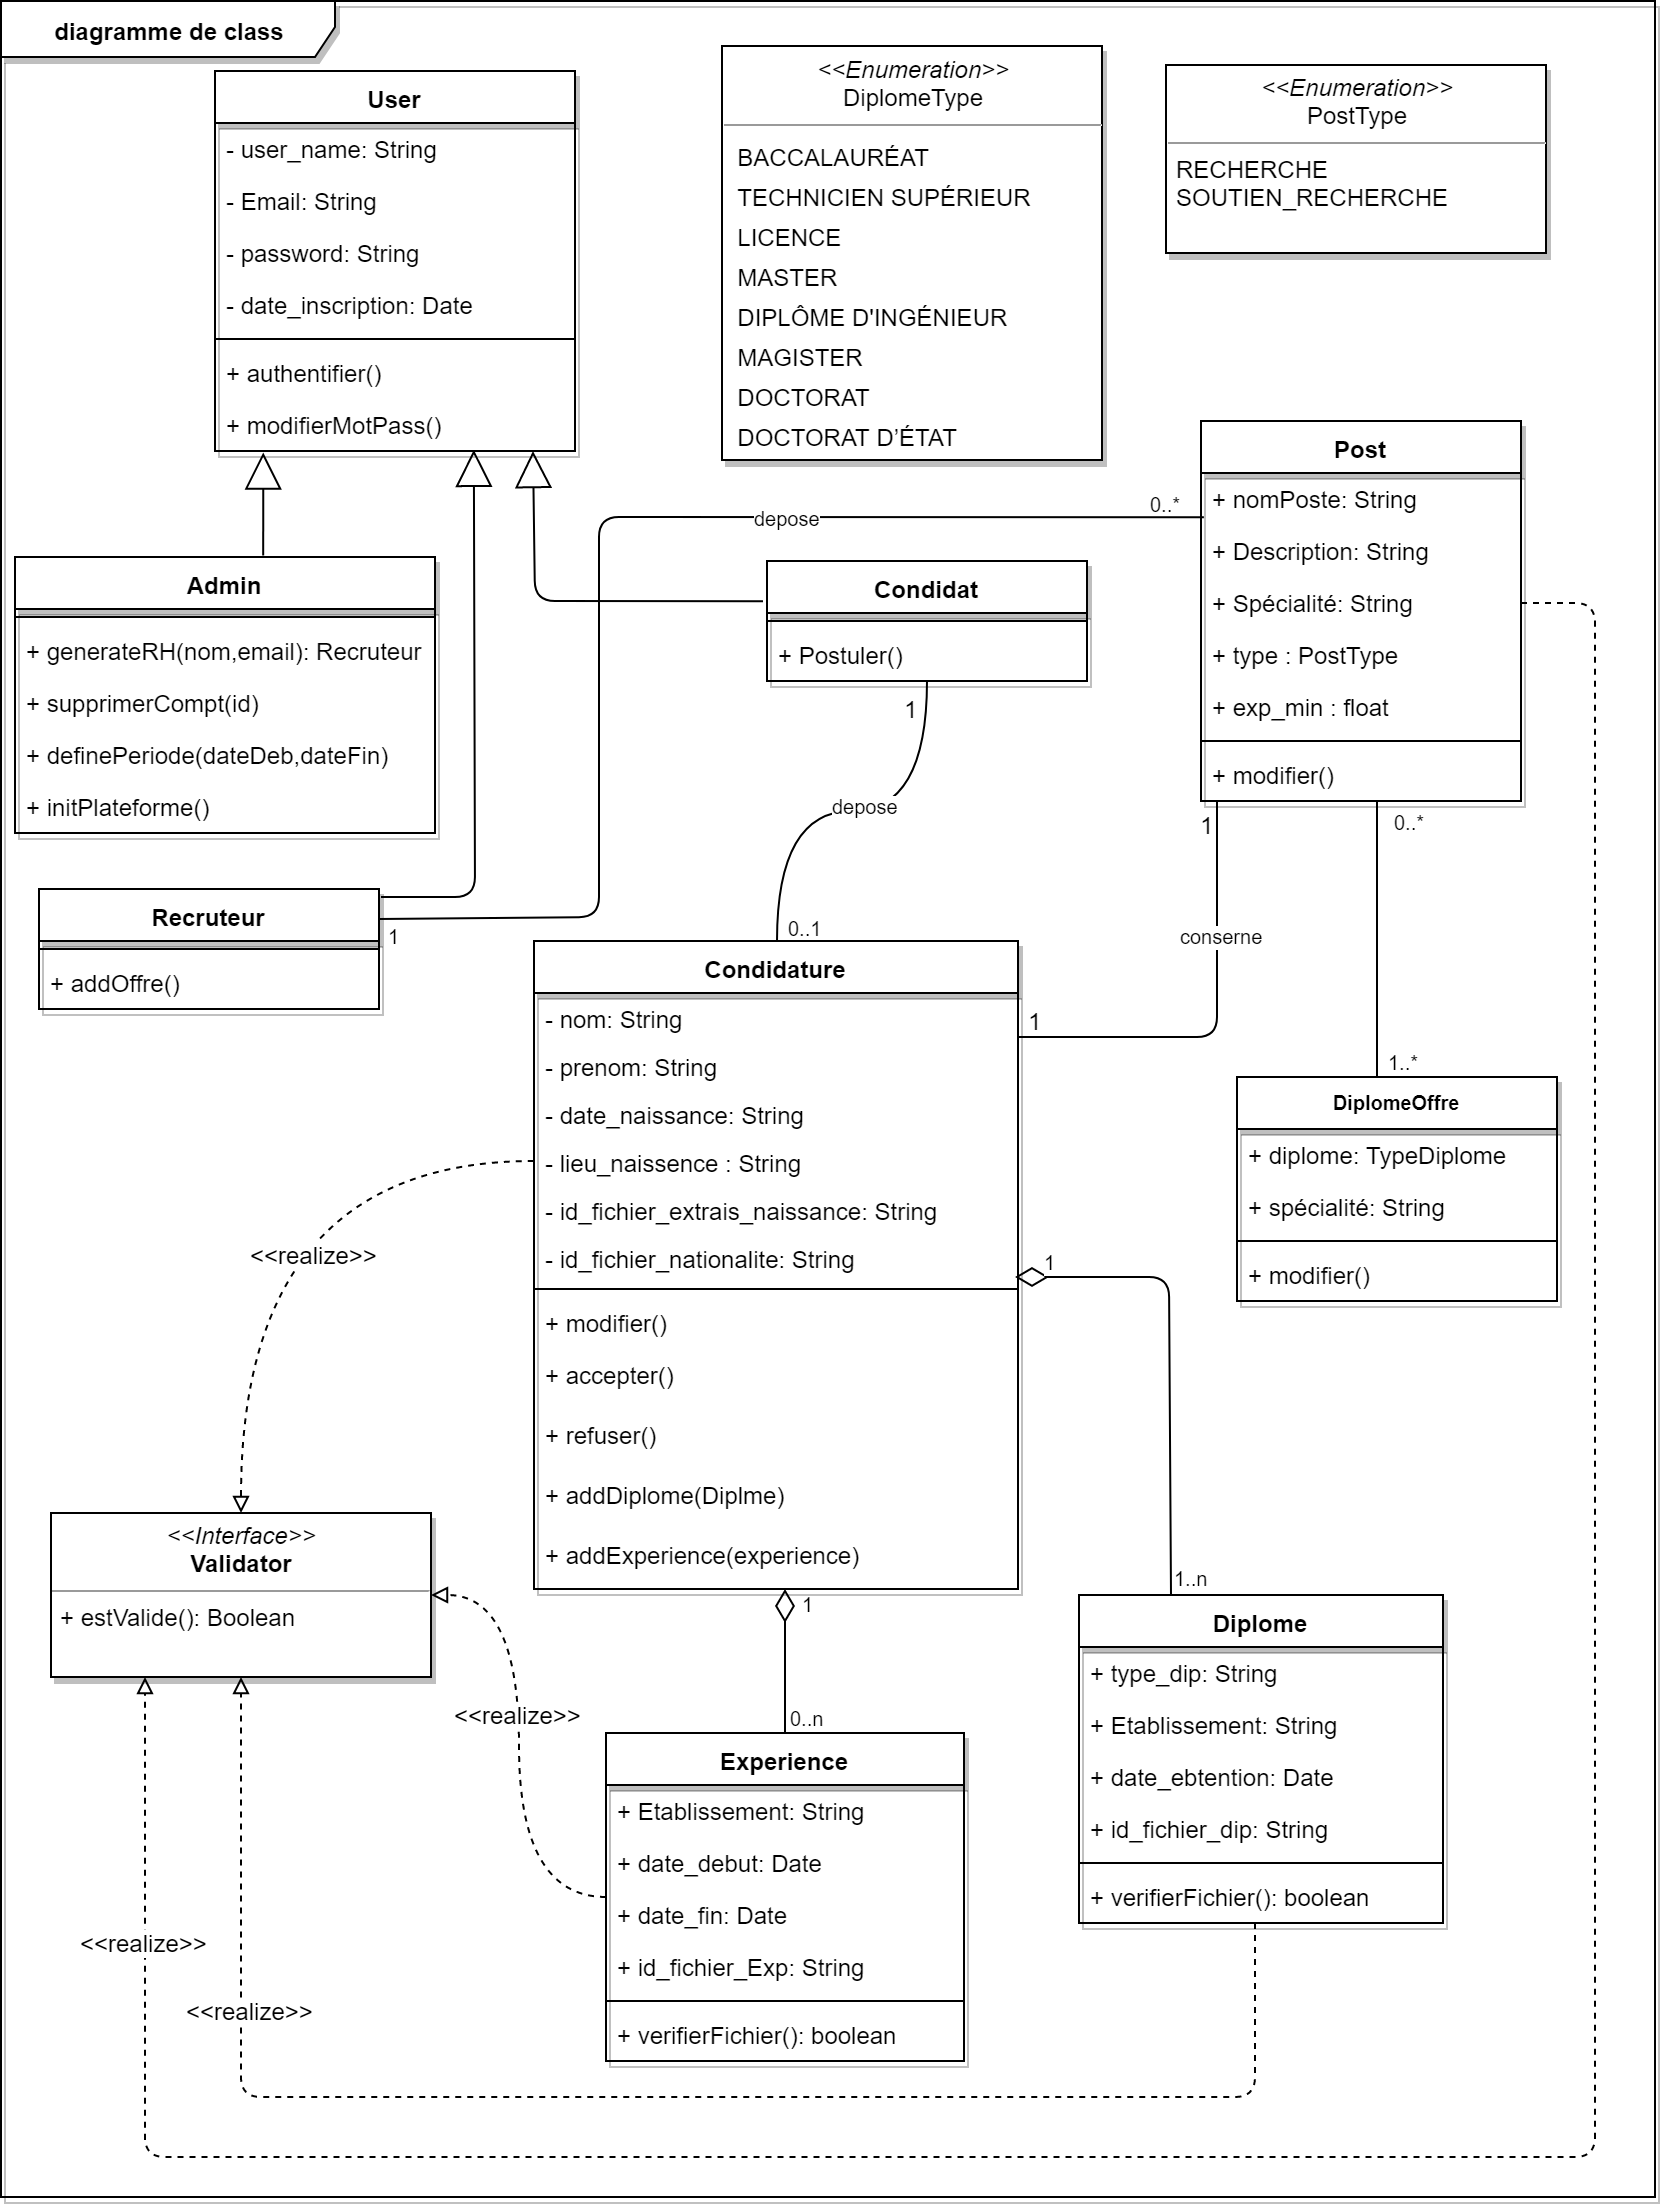 diagramme de class
User
- user_name: String
- Email: String
- password: String
- date_inscription: Date
+ authentifier()
+ modifierMotPass()
<<Enumeration>>
DiplomeType
BACCALAURÉAT
TECHNICIEN SUPÉRIEUR
LICENCE
MASTER
DIPLÔME D'INGÉNIEUR
MAGISTER
DOCTORAT
DOCTORAT D'ÉTAT
<<Enumeration>>
PostType
RECHERCHE
SOUTIEN_RECHERCHE
Post
+ nomPoste: String
+ Description: String
+ Spécialité: String
+ type : PostType
+ exp_min : float
+ modifier()
0..*
depose
Admin
+ generateRH(nom,email): Recruteur
+ supprimerCompt(id)
+ definePeriode(dateDeb,dateFin)
+ initPlateforme()
Condidat
+ Postuler()
1
depose
0..1
1
conserne
1
0..*
1..*
Recruteur
+ addOffre()
1
Condidature
- nom: String
- prenom: String
- date_naissance: String
- lieu_naissence : String
- id_fichier_extrais_naissance: String
- id_fichier_nationalite: String
+ modifier()
+ accepter()
+ refuser()
+ addDiplome(Diplme)
+ addExperience(experience)
DiplomeOffre
+ diplome: TypeDiplome
+ spécialité: String
+ modifier()
<<realize>>
1
1..n
<<Interface>>
Validator
+ estValide(): Boolean
1
0..n
<<realize>>
Experience
+ Etablissement: String
+ date_debut: Date
+ date_fin: Date
+ id_fichier_Exp: String
+ verifierFichier(): boolean
Diplome
+ type_dip: String
+ Etablissement: String
+ date_ebtention: Date
+ id_fichier_dip: String
+ verifierFichier(): boolean
<<realize>>
<<realize>>